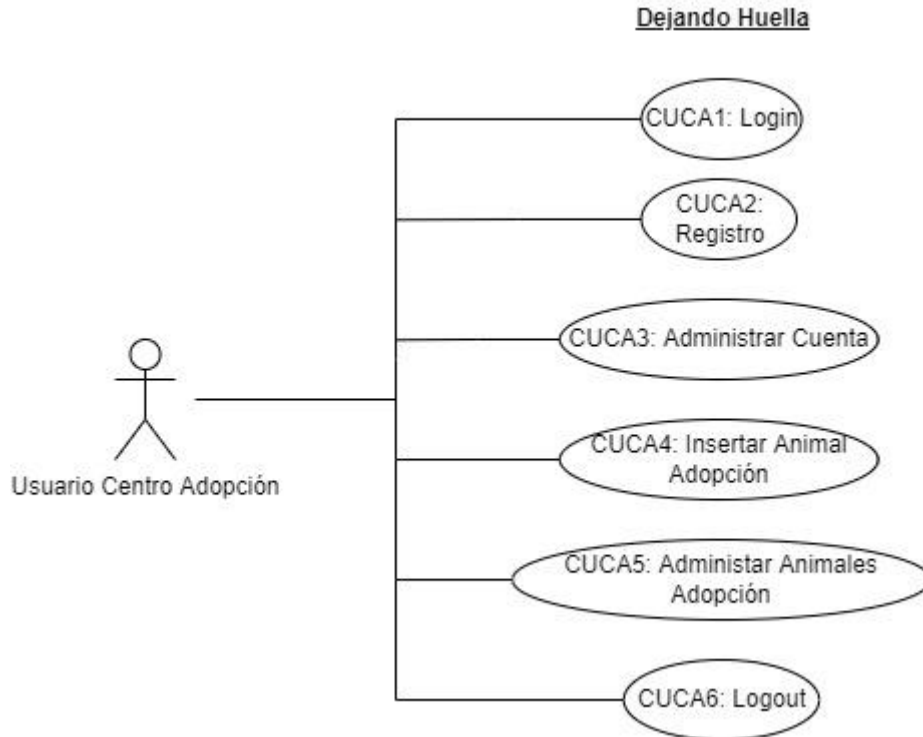 Dejando Huella
CUCA1: Login
CUCA2:
Registro
CUCA3: Administrar Cuenta
CUCA4: Insertar Animal
Adopción
Usuario Centro Adopción
CUCA5: Administar Animales
Adopción
CUCA6: Logout